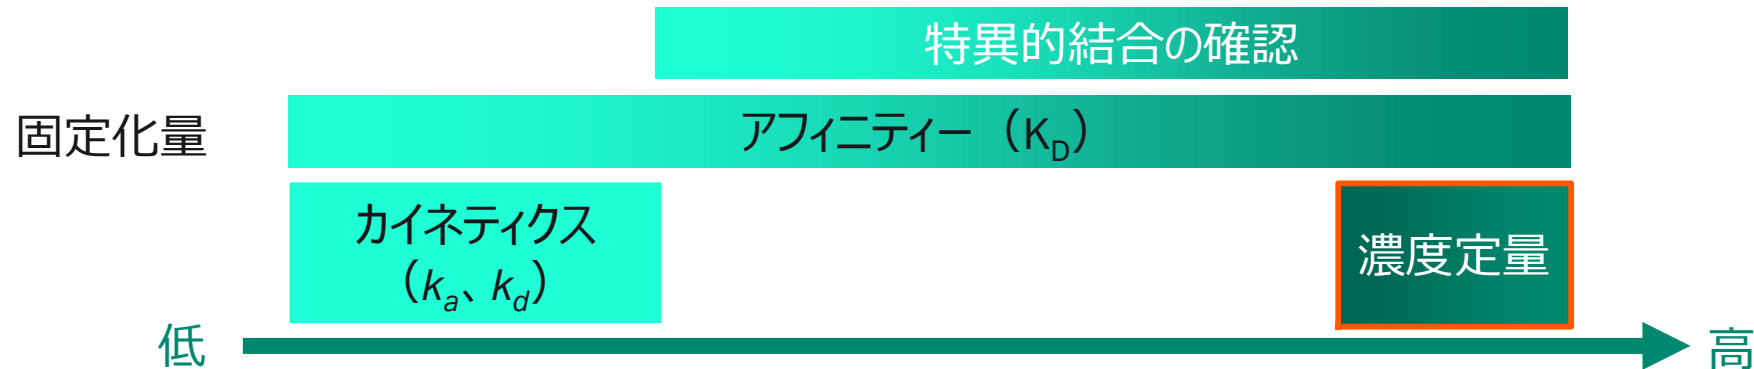 特異的結合の確認
固定化量
アフィニティー（KD）
カイネティクス
（ka、kd）
濃度定量
低
高